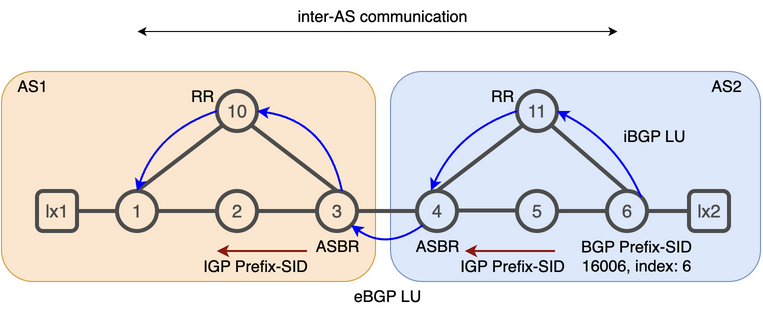 inter-AS communication
AS1
AS2
RR
10
RR
11
iBGP LU
lx1
1
2
3
4
5
6
lx2
ASBR
ASBR
BGP Prefix-SID
16006, index: 6
IGP Prefix-SID
IGP Prefix-SID
eBGP LU